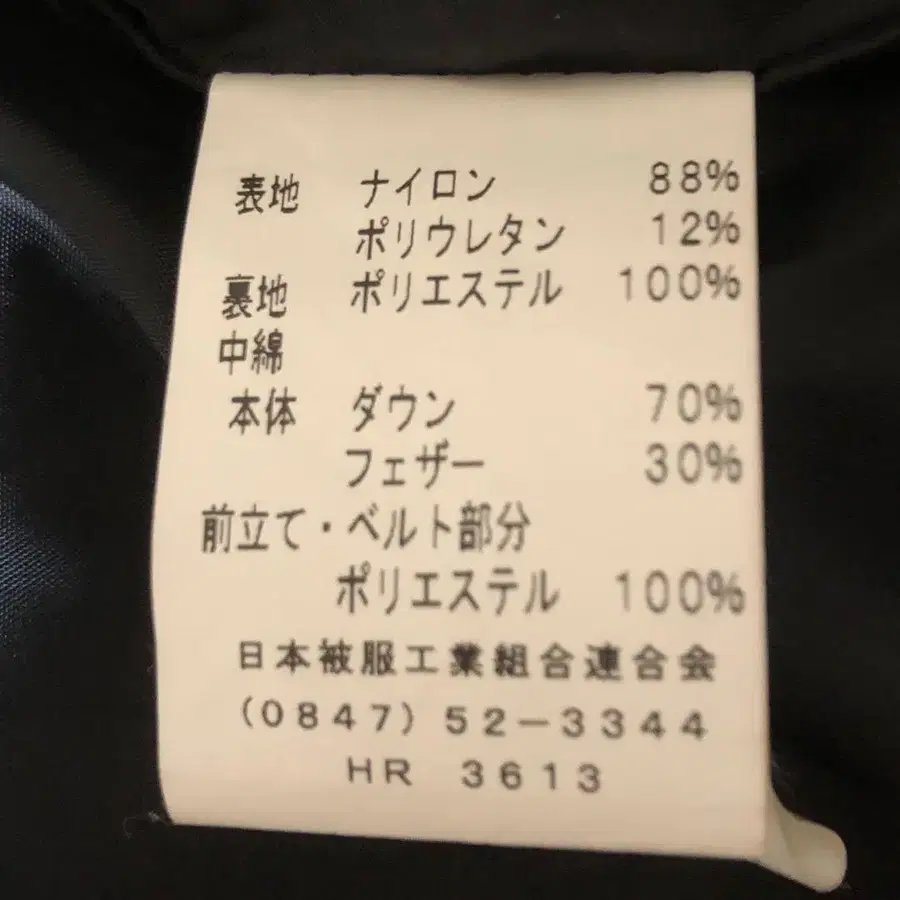 表地 ナイロン 88%
ポリウレタン 12%
裏地 ポリエステル 100%
中綿
本体 ダウン 70%
フェザー 30%
前立て・ベルト部分
ポリエステル 100%
日本被服工業組合連合会
(0847) 52-3344
HR 3613